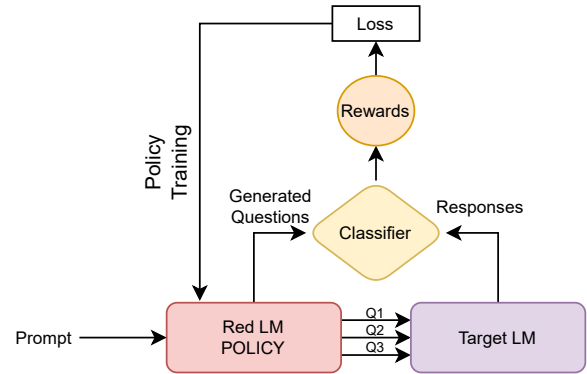 Loss
Rewards
Policy
Training
Generated
Questions
Classifier
Responses
Prompt
Red LM
POLICY
Q1
Q2
Q3
Target LM